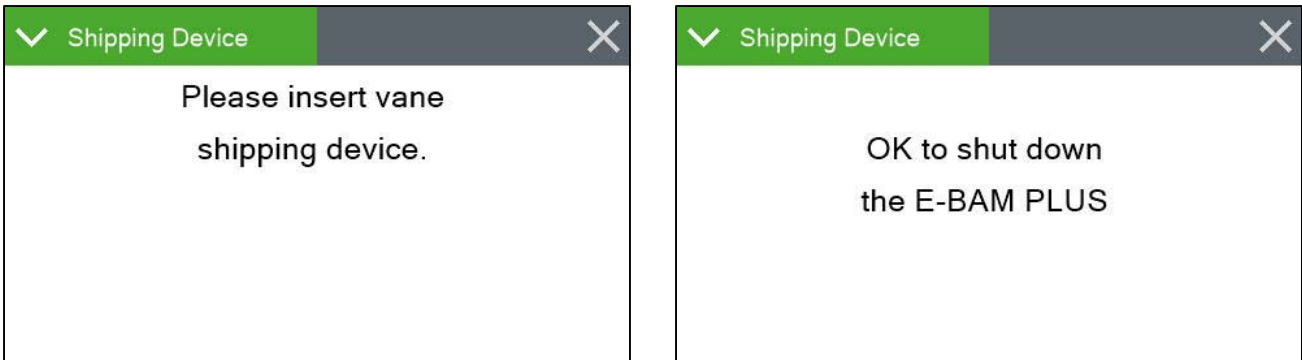 Shipping Device
Please insert vane
shipping device.
Shipping Device
OK to shut down
the E-BAM PLUS